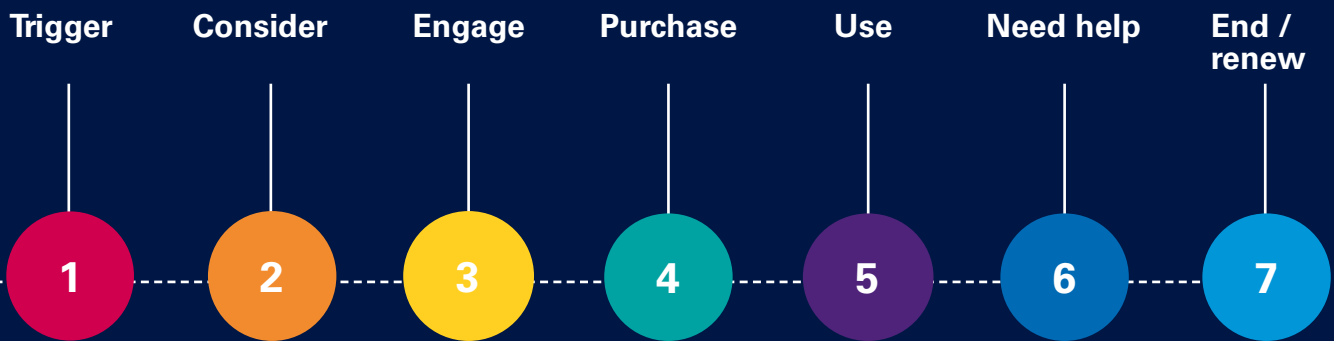 Trigger
Consider
Engage
Purchase
Use
Need help
End /
renew
1
2
3
4
5
6
7